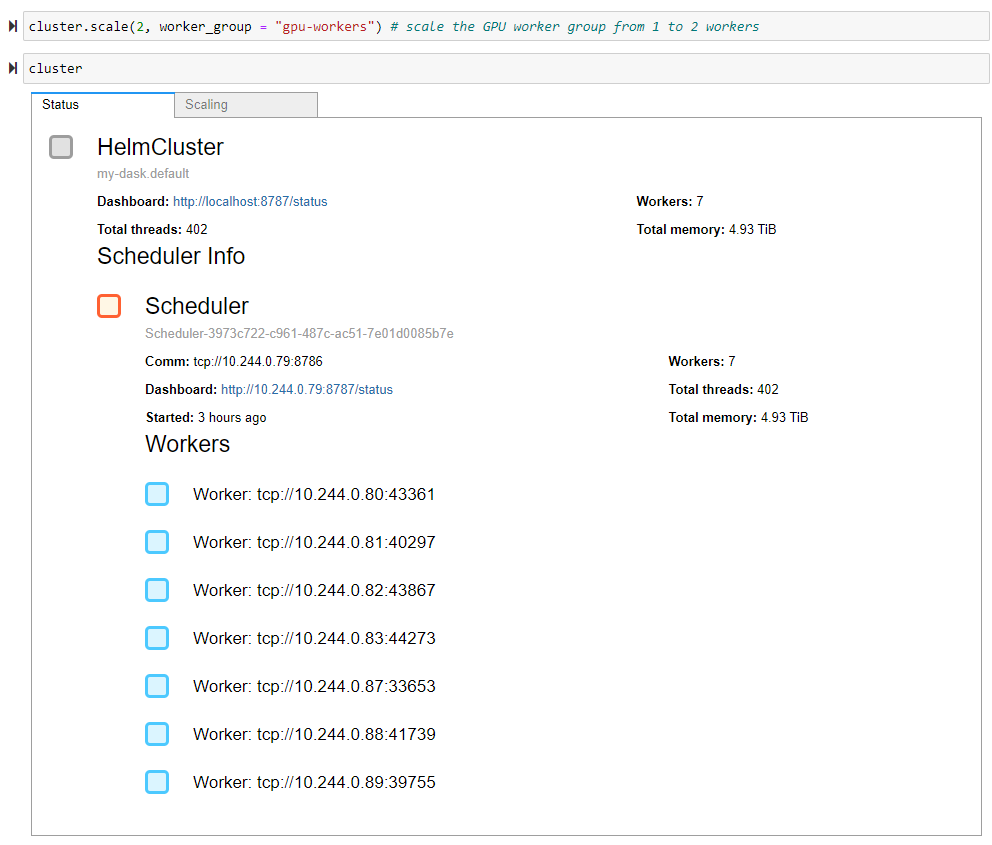 cluster.scale(2, worker_group = "gpu-workers") # scale the GPU worker group from 1 to 2 workers
cluster
Status Scaling
HelmCluster
my-dask.default
Dashboard: http://localhost:8787/status Workers: 7
Total threads: 402 Total memory: 4.93 TiB
Scheduler Info
Scheduler
Scheduler-3973c722-c961-487c-ac51-7e01d0085b7e
Comm: tcp://10.244.0.79:8786 Workers: 7
Dashboard: http://10.244.0.79:8787/status Total threads: 402
Started: 3 hours ago Total memory: 4.93 TiB
Workers
Worker: tcp://10.244.0.80:43361
Worker: tcp://10.244.0.81:40297
Worker: tcp://10.244.0.82:43867
Worker: tcp://10.244.0.83:44273
Worker: tcp://10.244.0.87:33653
Worker: tcp://10.244.0.88:41739
Worker: tcp://10.244.0.89:39755